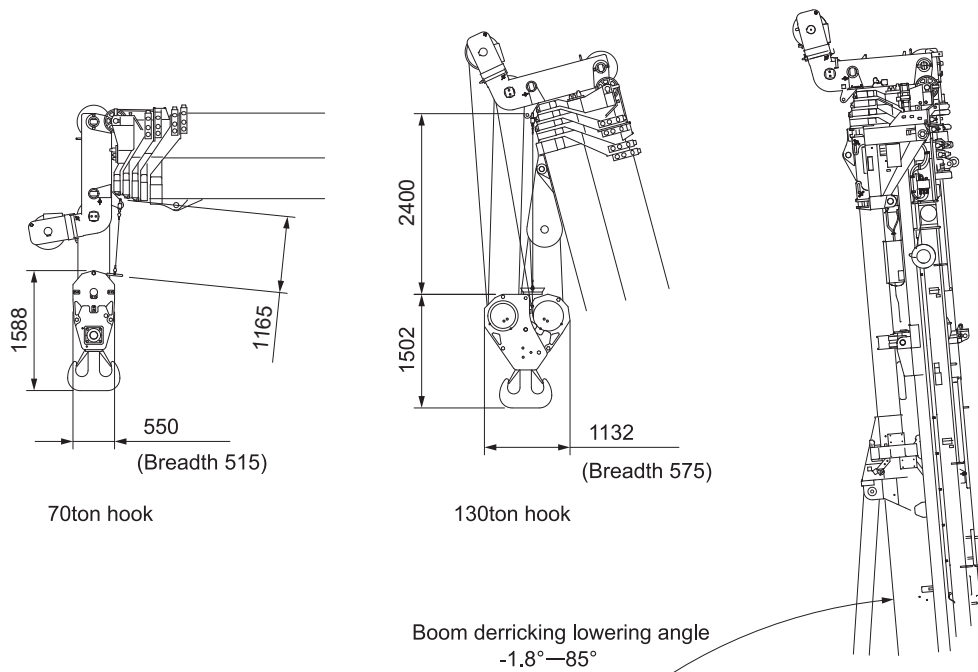 2400
1588
1165
1502
550
(Breadth 515)
1132
(Breadth 575)
70ton hook
130ton hook
Boom derricking lowering angle
-1.8°—85°